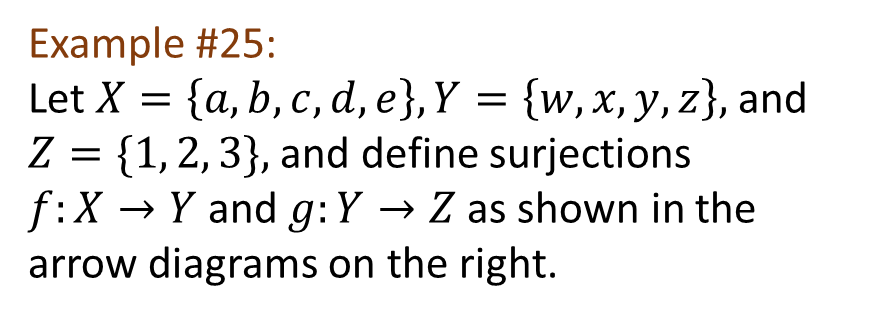 Example #25:
Let X = {a, b, c, d, e}, Y = {w, x, y, z}, and
Z = {1, 2, 3}, and define surjections
f: X → Y and g: Y → Z as shown in the
arrow diagrams on the right.